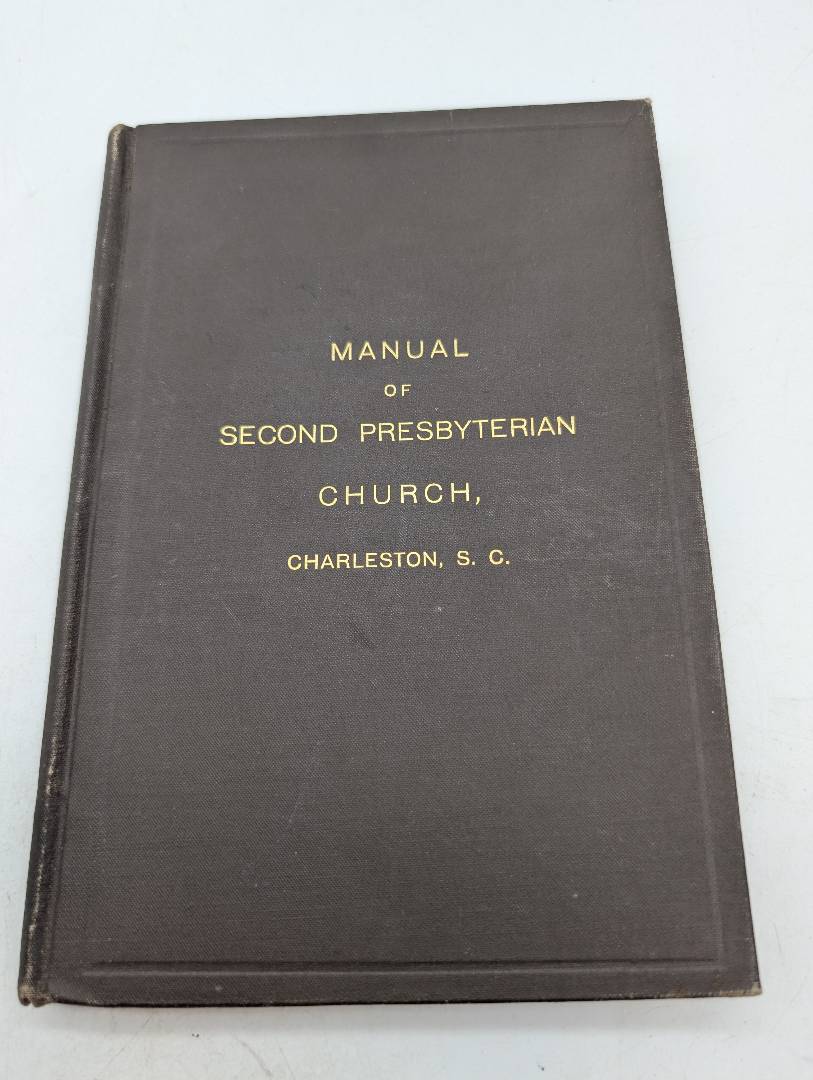 MANUAL
OF
SECOND PRESBYTERIAN
CHURCH,
CHARLESTON, S. C.